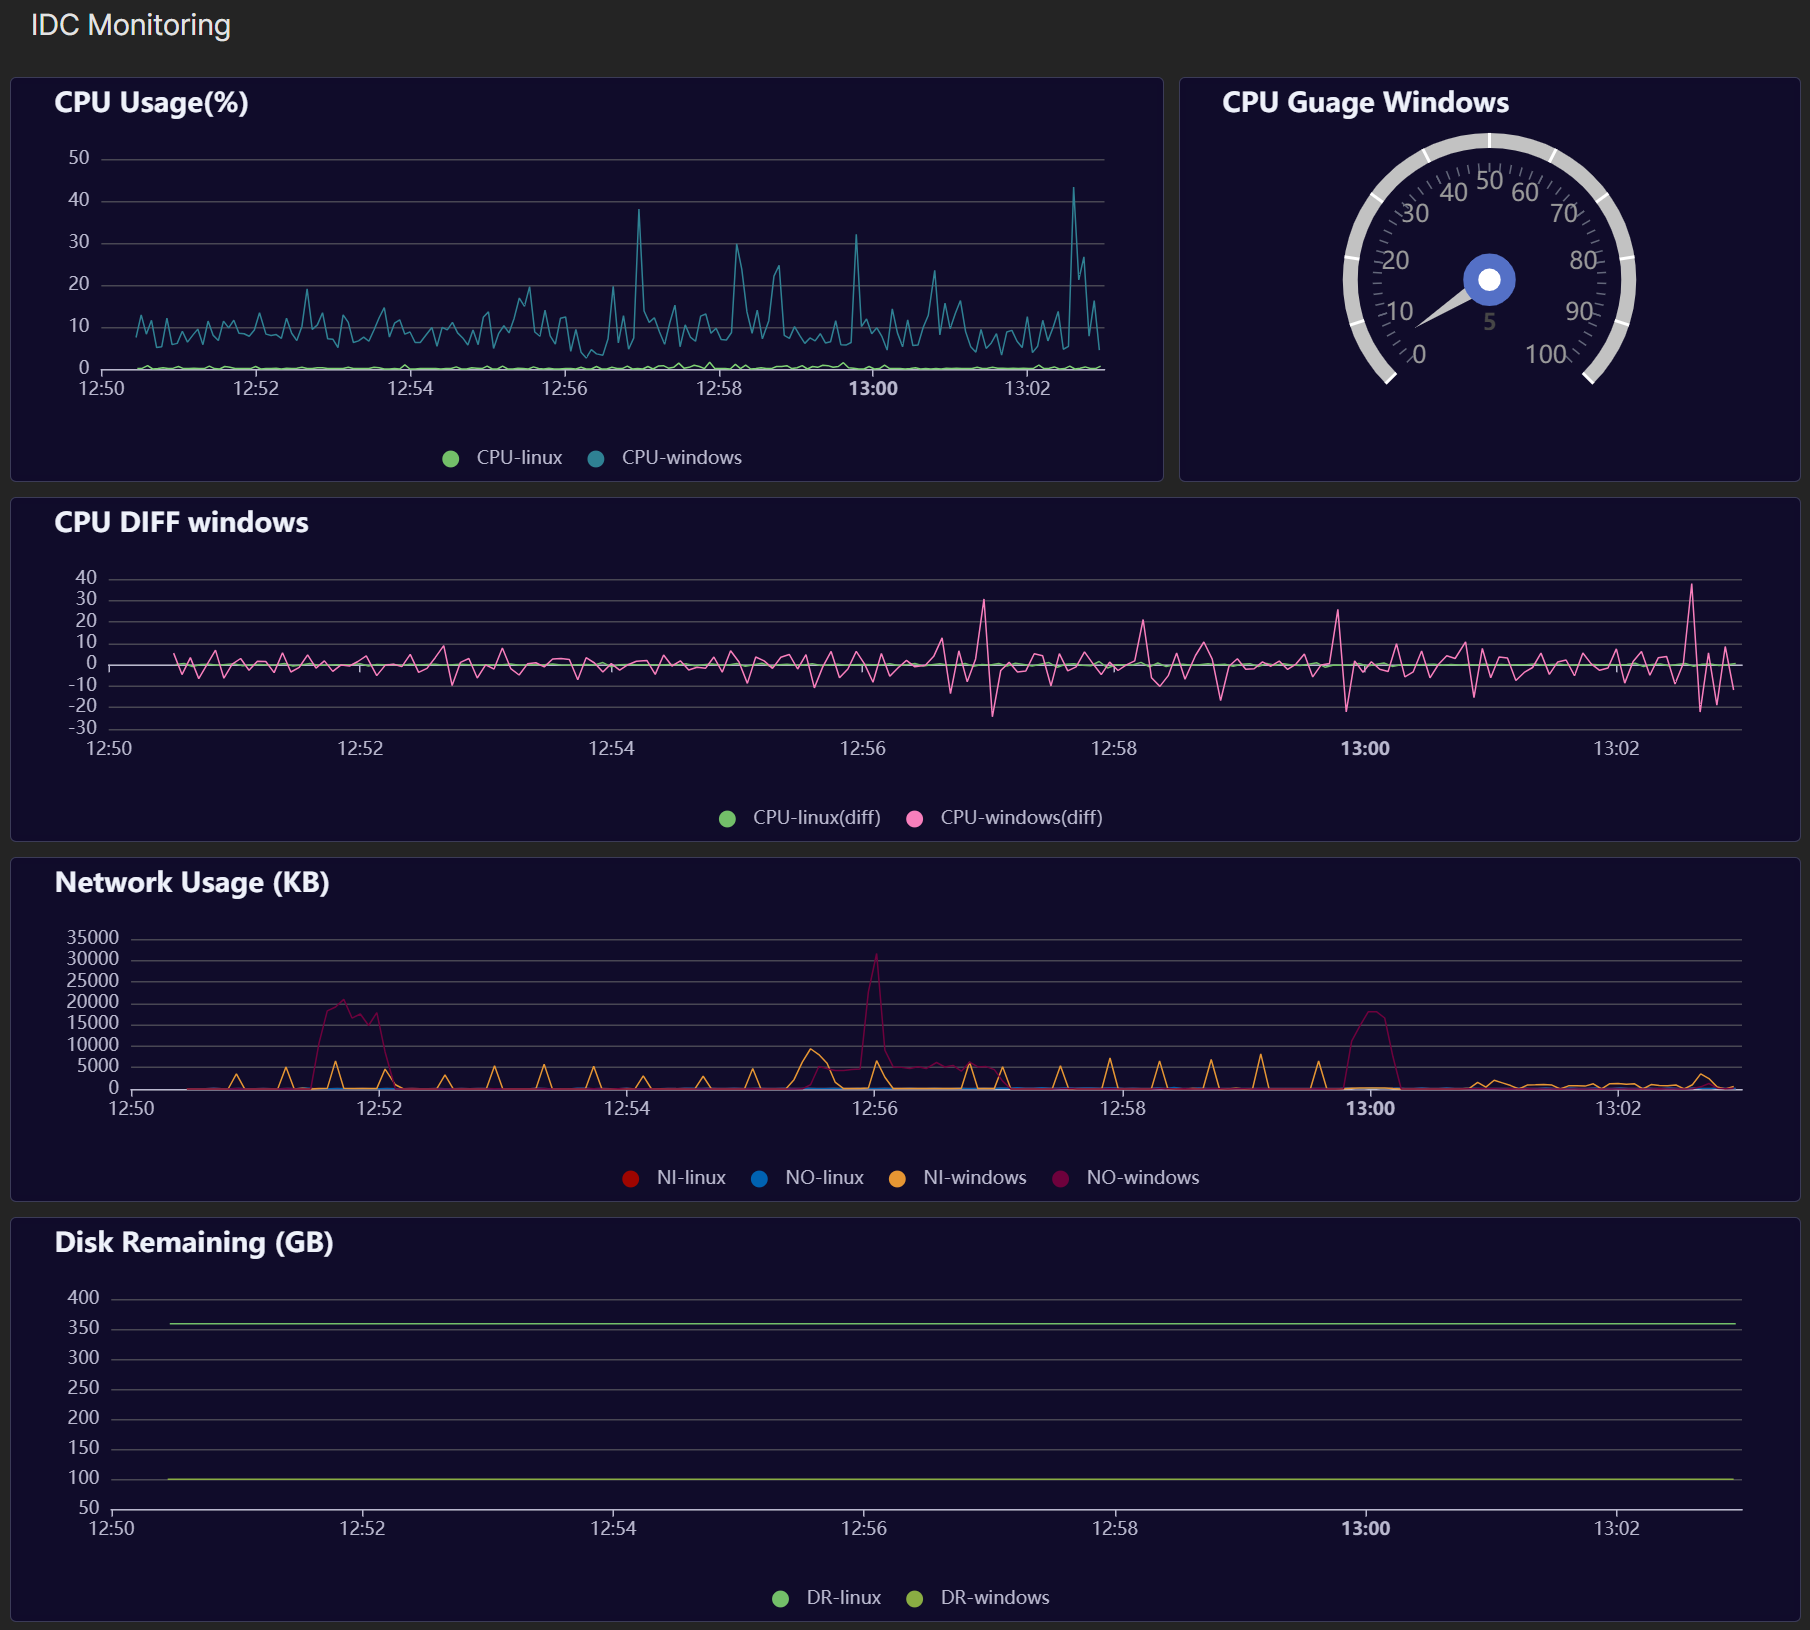 IDC Monitoring
CPU Usage(%)
50
40
30
20
10
0
12:50 12:52 12:54 12:56 12:58 13:00 13:02
CPU-linux CPU-windows
CPU Guage Windows
0 10 20 30 40 50 60 70 80 90 100
5
CPU DIFF windows
40
30
20
10
0
-10
-20
-30
12:50 12:52 12:54 12:56 12:58 13:00 13:02
CPU-linux(diff) CPU-windows(diff)
Network Usage (KB)
35000
30000
25000
20000
15000
10000
5000
0
12:50 12:52 12:54 12:56 12:58 13:00 13:02
NI-linux NO-linux NI-windows NO-windows
Disk Remaining (GB)
400
350
300
250
200
150
100
50
12:50 12:52 12:54 12:56 12:58 13:00 13:02
DR-linux DR-windows